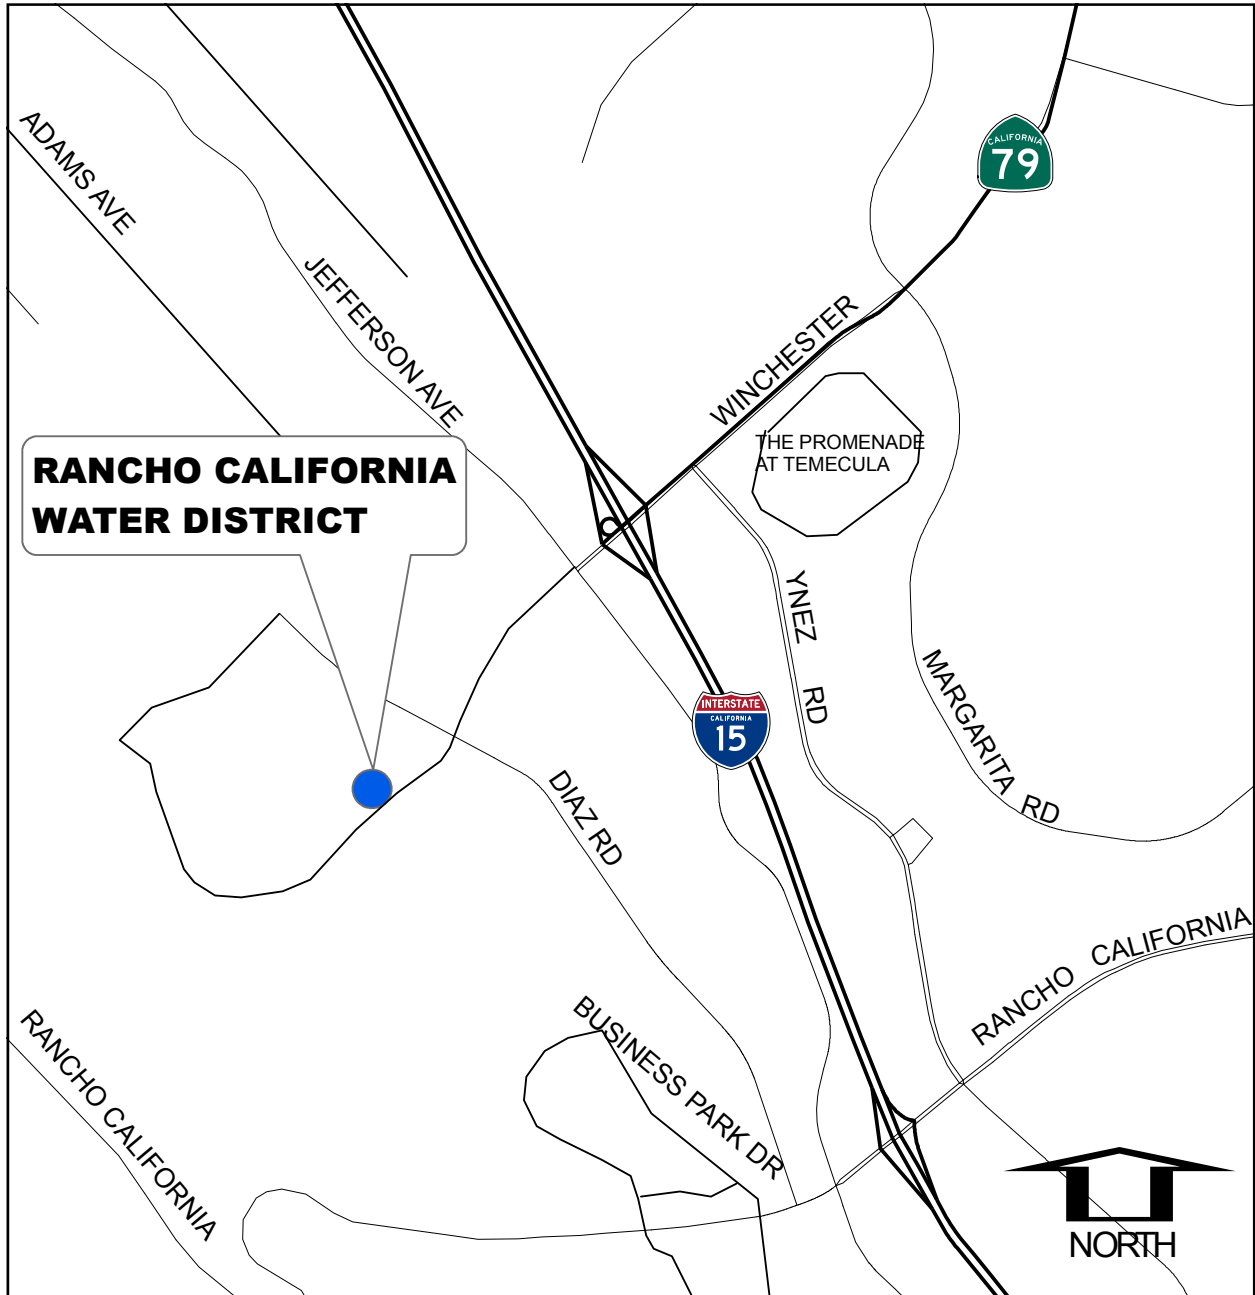 ADAMS AVE
CALIFORNIA
79
JEFFERSON AVE
WINCHESTER
THE PROMENADE
AT TEMECULA
RANCHO CALIFORNIA
WATER DISTRICT
YNEZ RD
MARGARITA RD
INTERSTATE
CALIFORNIA
15
DIAZ RD
RANCHO CALIFORNIA
BUSINESS PARK DR
RANCHO CALIFORNIA
NORTH